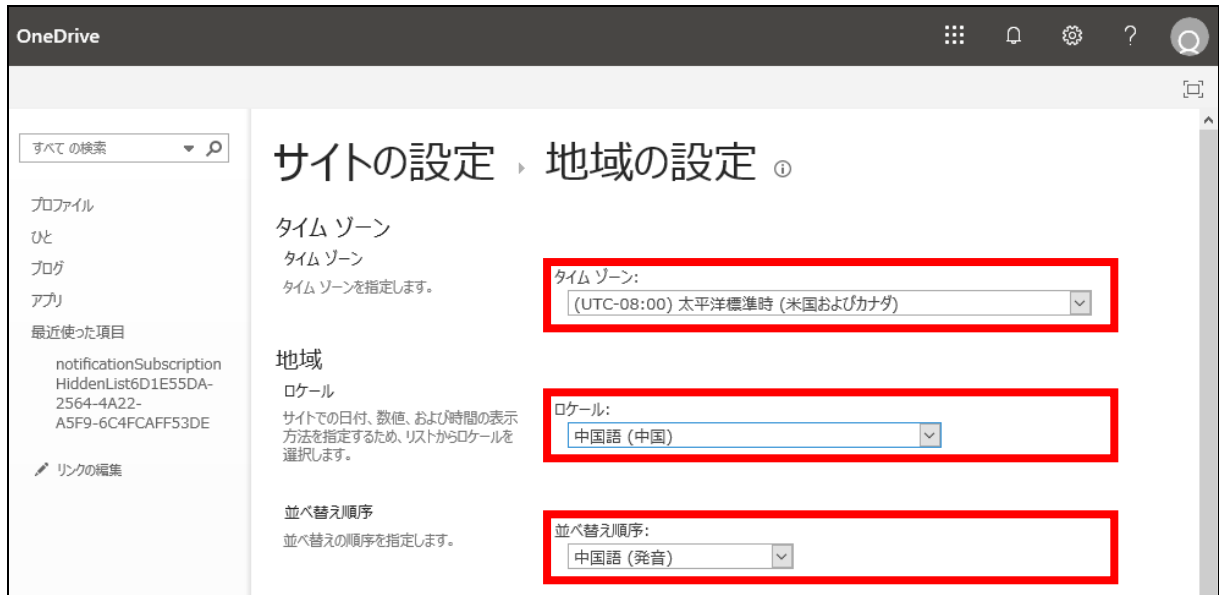 OneDrive
すべて の検索
サイトの設定 地域の設定
プロファイル
ひと
ブログ
アプリ
最近使った項目
notificationSubscription
HiddenList6D1E55DA-
2564-4A22-
A5F9-6C4FCAFF53DE
リンクの編集
タイム ゾーン
タイム ゾーン
タイム ゾーンを指定します。
タイム ゾーン:
(UTC-08:00) 太平洋標準時 (米国およびカナダ)
地域
ロケール
サイトでの日付、数値、および時間の表示
方法を指定するため、リストからロケールを
選択します。
ロケール:
中国語 (中国)
並べ替え順序
並べ替えの順序を指定します。
並べ替え順序:
中国語 (発音)